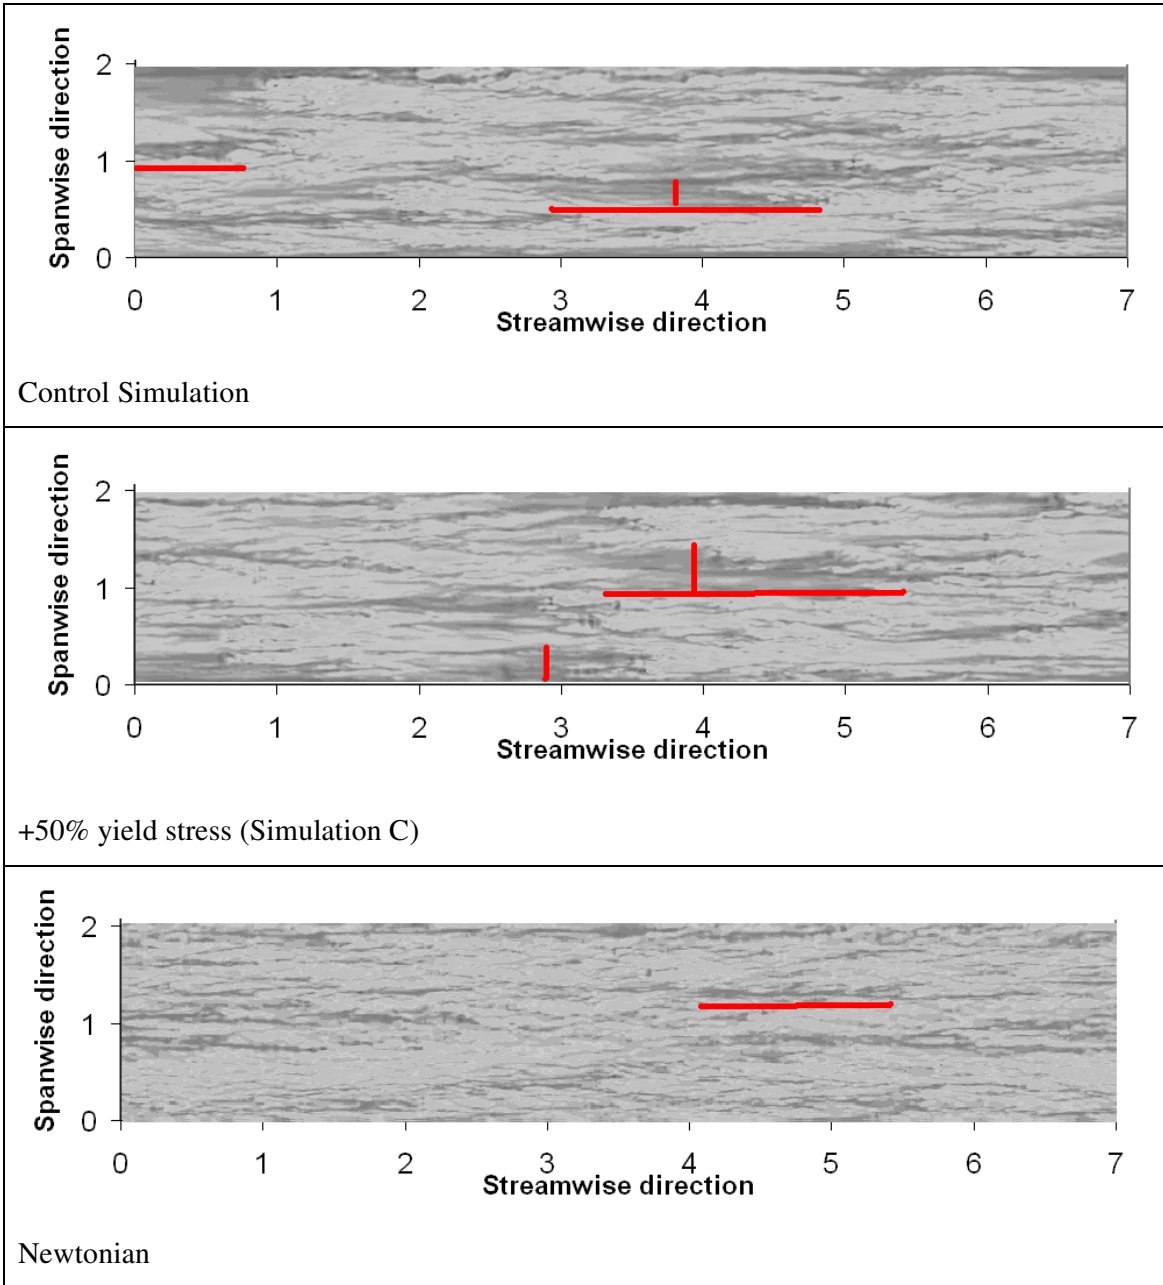 Spanwise direction
2
1
0
0 1 2 3 4 5 6 7
Streamwise direction
Control Simulation
Spanwise direction
2
1
0
0 1 2 3 4 5 6 7
Streamwise direction
+50% yield stress (Simulation C)
Spanwise direction
2
1
0
0 1 2 3 4 5 6 7
Streamwise direction
Newtonian